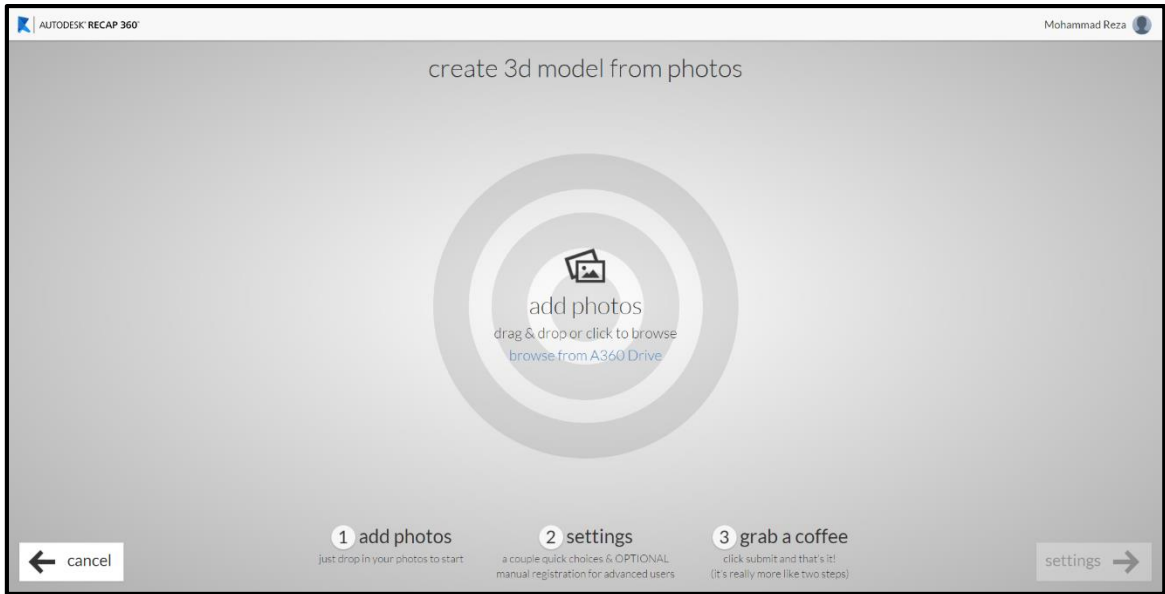 AUTODESK® RECAP 360™
Mohammad Reza
create 3d model from photos
add photos
drag & drop or click to browse
browse from A360 Drive
1 add photos
just drop in your photos to start
2 settings
a couple quick choices & OPTIONAL
manual registration for advanced users
3 grab a coffee
click submit and that's it!
(it's really more like two steps)
cancel
settings